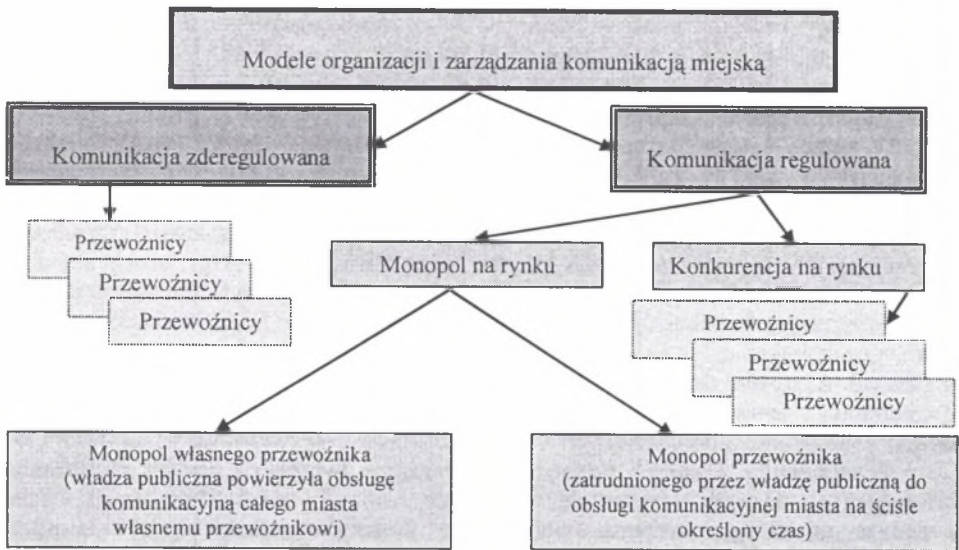 Modele organizacji i zarządzania komunikacją miejską
Komunikacja zderegulowana
Komunikacja regulowana
Przewoźnicy
Przewoźnicy
Przewoźnicy
Monopol na rynku
Konkurencja na rynku
Przewoźnicy
Przewoźnicy
Przewoźnicy
Monopol własnego przewoźnika
(władza publiczna powierzyła obsługę
komunikacyjną całego miasta
własnemu przewoźnikowi)
Monopol przewoźnika
(zatrudnionego przez władzę publiczną do
obsługi komunikacyjnej miasta na ściśle
określony czas)